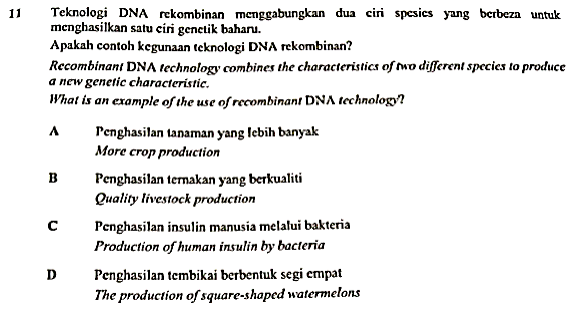 11 Teknologi DNA rekombinan menggabungkan dua ciri spesies yang berbeza untuk
menghasilkan satu ciri genetik baharu.
Apakah contoh kegunaan teknologi DNA rekombinan?
Recombinant DNA technology combines the characteristics of two different species to produce
a new genetic characteristic.
What is an example of the use of recombinant DNA technology?
A Penghasilan tanaman yang lebih banyak
More crop production
B Penghasilan ternakan yang berkualiti
Quality livestock production
C Penghasilan insulin manusia melalui bakteria
Production of human insulin by bacteria
D Penghasilan tembikai berbentuk segi empat
The production of square-shaped watermelons